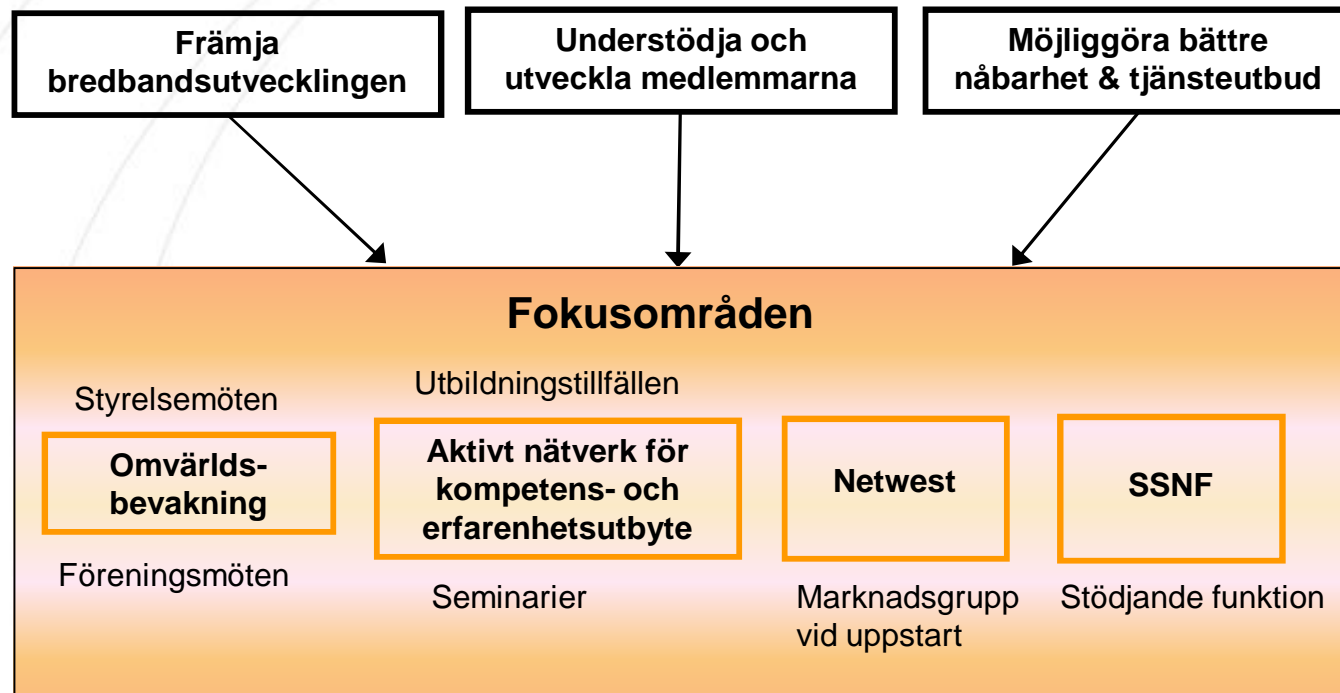 Främja
bredbandsutvecklingen
Understödja och
utveckla medlemmarna
Möjliggöra bättre
nåbarhet & tjänsteutbud
Fokusområden
Styrelsemöten
Omvärlds-
bevakning
Föreningsmöten
Utbildningstillfällen
Aktivt nätverk för
kompetens- och
erfarenhetsutbyte
Seminarier
Netwest
Marknadsgrupp
vid uppstart
SSNF
Stödjande funktion